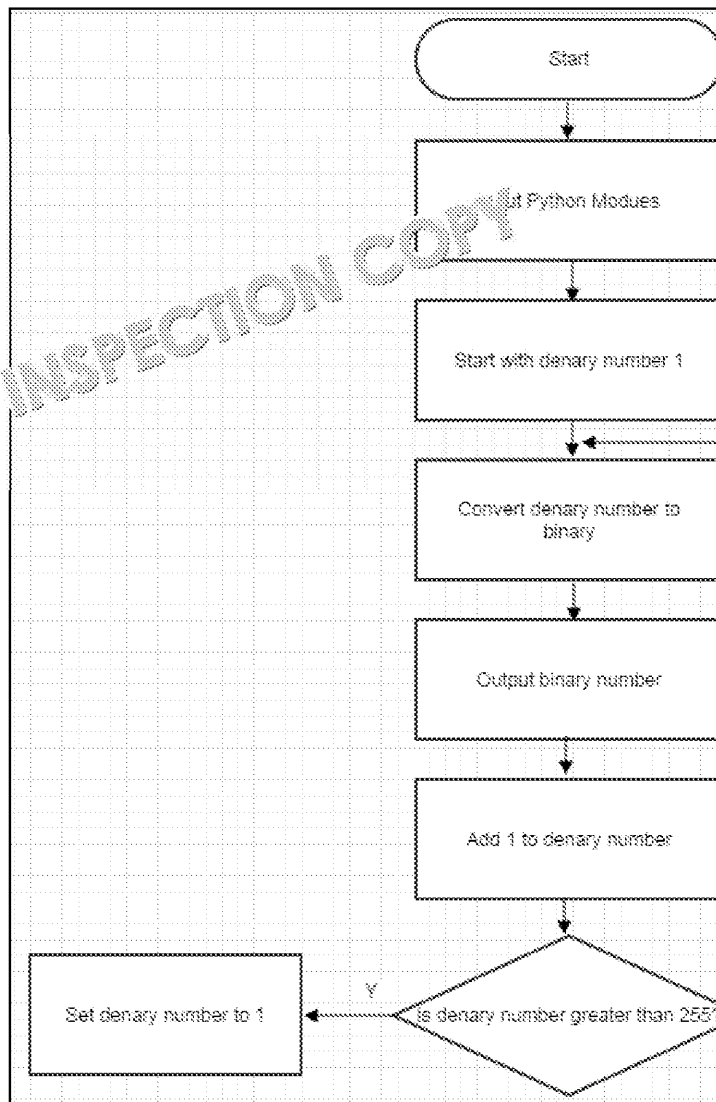 Start
Python Modues
INSPECTION COPY
Start with denary number 1
Convert denary number to
binary
Output binary number
Add 1 to denary number
Y
Set denary number to 1
Is denary number greater than 255?